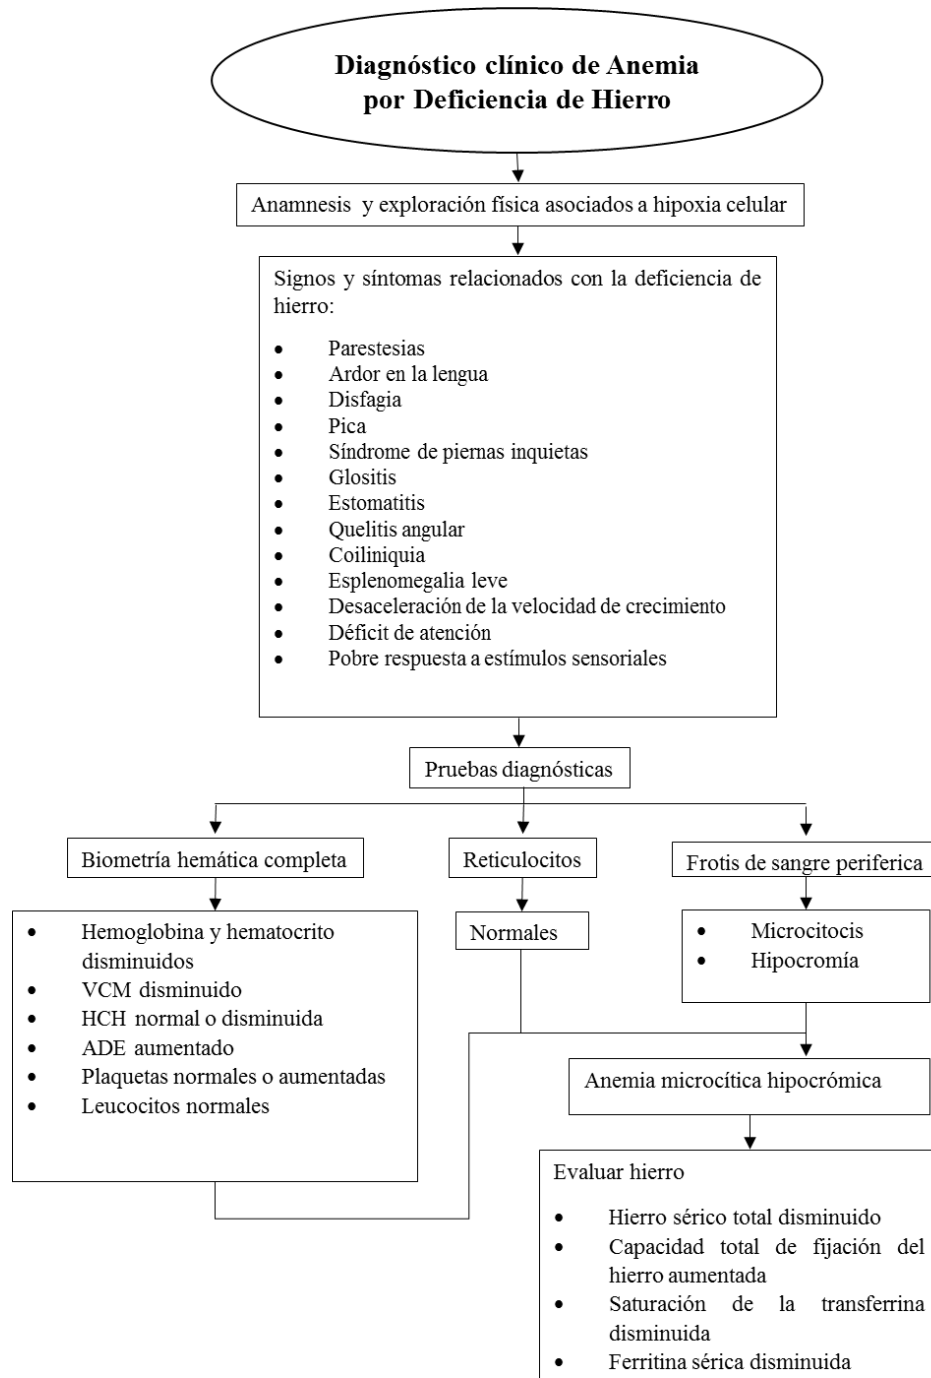 Diagnóstico clínico de Anemia
por Deficiencia de Hierro
Anamnesis y exploración física asociados a hipoxia celular
Signos y síntomas relacionados con la deficiencia de
hierro:
• Parestesias
• Ardor en la lengua
• Disfagia
• Pica
• Síndrome de piernas inquietas
• Glositis
• Estomatitis
• Quelitis angular
• Coiliniquia
• Esplenomegalia leve
• Desaceleración de la velocidad de crecimiento
• Déficit de atención
• Pobre respuesta a estímulos sensoriales
Pruebas diagnósticas
Biometría hemática completa
• Hemoglobina y hematocrito
disminuidos
• VCM disminuido
• HCH normal o disminuida
• ADE aumentado
• Plaquetas normales o aumentadas
• Leucocitos normales
Reticulocitos
Normales
Frotis de sangre periferica
• Microcitocis
• Hipocromía
Anemia microcítica hipocrómica
Evaluar hierro
• Hierro sérico total disminuido
• Capacidad total de fijación del
hierro aumentada
• Saturación de la transferrina
disminuida
• Ferritina sérica disminuida